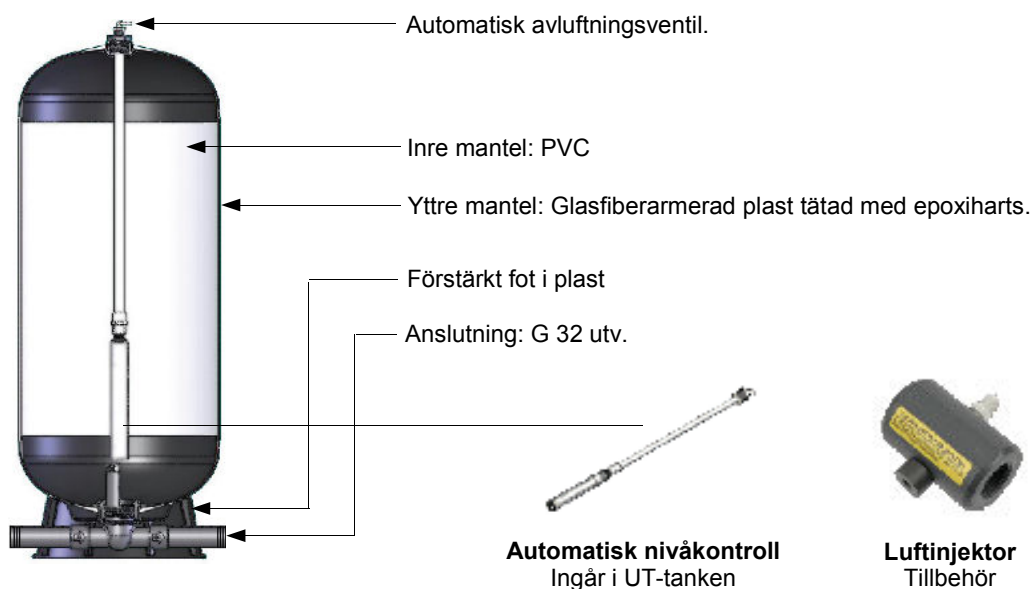 Automatisk avluftningsventil.
Inre mantel: PVC
Yttre mantel: Glasfiberarmerad plast tätad med epoxiharts.
Förstärkt fot i plast
Anslutning: G 32 utv.
Automatisk nivåkontroll
Ingår i UT-tanken
Luftinjektor
Tillbehör